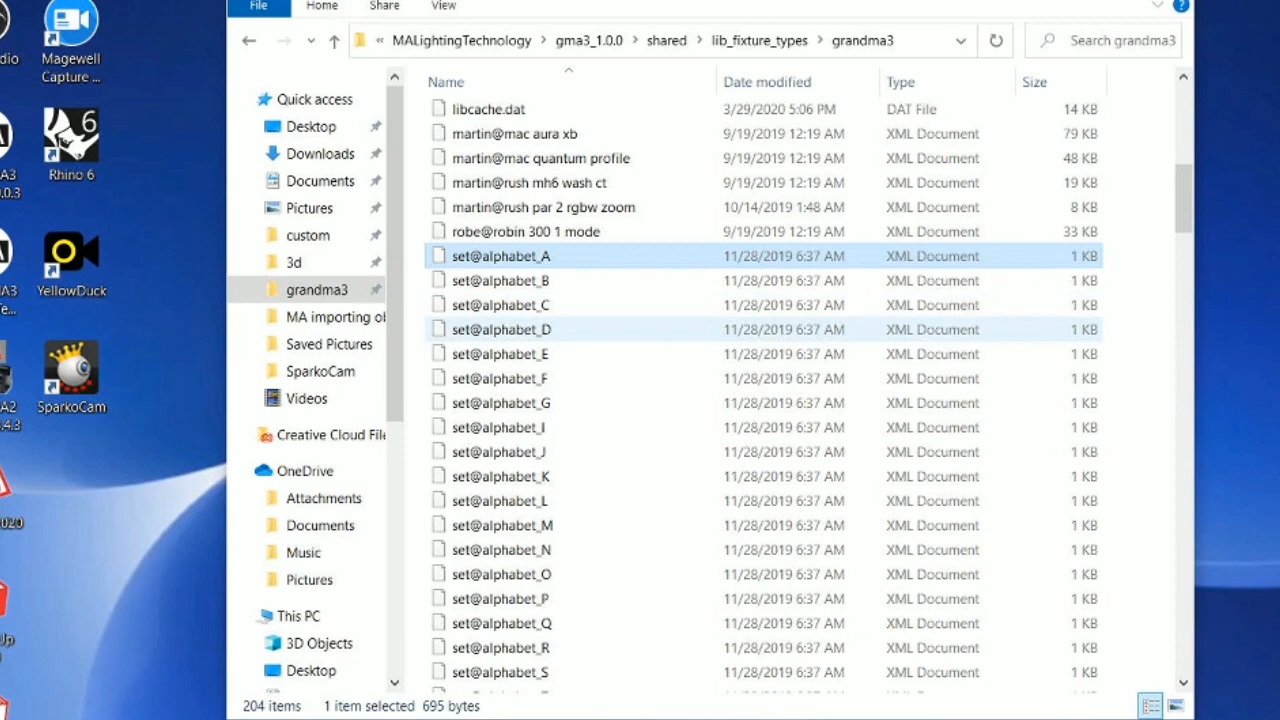 File Home Share View
« MALightingTechnology > gma3_1.0.0 > shared > lib_fixture_types > grandma3
Search grandma3
dio
Magewell
Capture ...
A3
.0.3
Rhino 6
A3
Te...
YellowDuck
A2
.4.3
SparkoCam
2020
Up
Quick access
Desktop
Downloads
Documents
Pictures
custom
3d
grandma3
MA importing ob
Saved Pictures
SparkoCam
Videos
Creative Cloud File
OneDrive
Attachments
Documents
Music
Pictures
This PC
3D Objects
Desktop
Name Date modified Type Size
libcache.dat 3/29/2020 5:06 PM DAT File 14 KB
martin@mac aura xb 9/19/2019 12:19 AM XML Document 79 KB
martin@mac quantum profile 9/19/2019 12:19 AM XML Document 48 KB
martin@rush mh6 wash ct 9/19/2019 12:19 AM XML Document 19 KB
martin@rush par 2 rgbw zoom 10/14/2019 1:48 AM XML Document 8 KB
robe@robin 300 1 mode 9/19/2019 12:19 AM XML Document 33 KB
set@alphabet_A 11/28/2019 6:37 AM XML Document 1 KB
set@alphabet_B 11/28/2019 6:37 AM XML Document 1 KB
set@alphabet_C 11/28/2019 6:37 AM XML Document 1 KB
set@alphabet_D 11/28/2019 6:37 AM XML Document 1 KB
set@alphabet_E 11/28/2019 6:37 AM XML Document 1 KB
set@alphabet_F 11/28/2019 6:37 AM XML Document 1 KB
set@alphabet_G 11/28/2019 6:37 AM XML Document 1 KB
set@alphabet_I 11/28/2019 6:37 AM XML Document 1 KB
set@alphabet_J 11/28/2019 6:37 AM XML Document 1 KB
set@alphabet_K 11/28/2019 6:37 AM XML Document 1 KB
set@alphabet_L 11/28/2019 6:37 AM XML Document 1 KB
set@alphabet_M 11/28/2019 6:37 AM XML Document 1 KB
set@alphabet_N 11/28/2019 6:37 AM XML Document 1 KB
set@alphabet_O 11/28/2019 6:37 AM XML Document 1 KB
set@alphabet_P 11/28/2019 6:37 AM XML Document 1 KB
set@alphabet_Q 11/28/2019 6:37 AM XML Document 1 KB
set@alphabet_R 11/28/2019 6:37 AM XML Document 1 KB
set@alphabet_S 11/28/2019 6:37 AM XML Document 1 KB
204 items 1 item selected 695 bytes